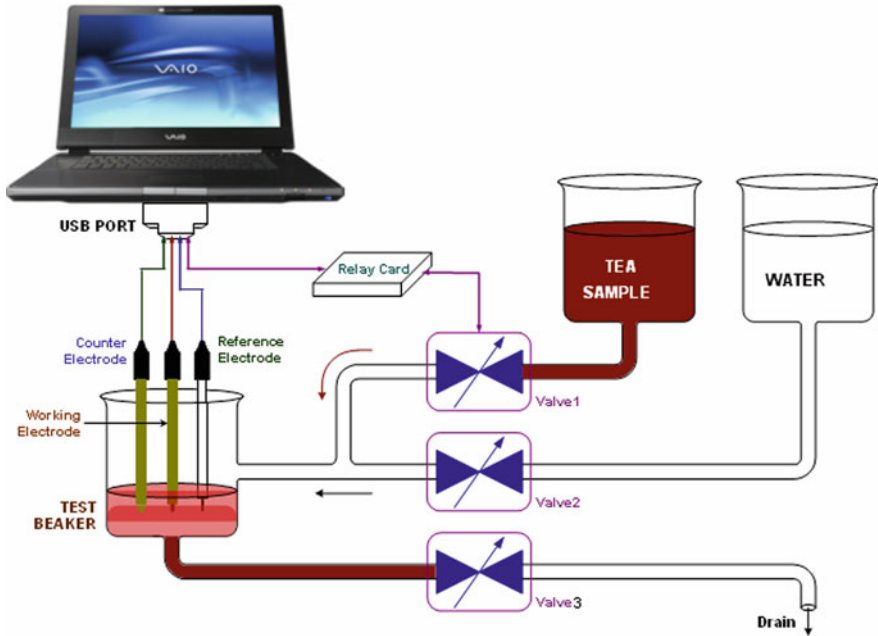 VAIO
VAIO
USB PORT
Relay Card
TEA
SAMPLE
WATER
Counter
Electrode
Reference
Electrode
Valve1
Working
Electrode
TEST
BEAKER
Valve2
Valve3
Drain